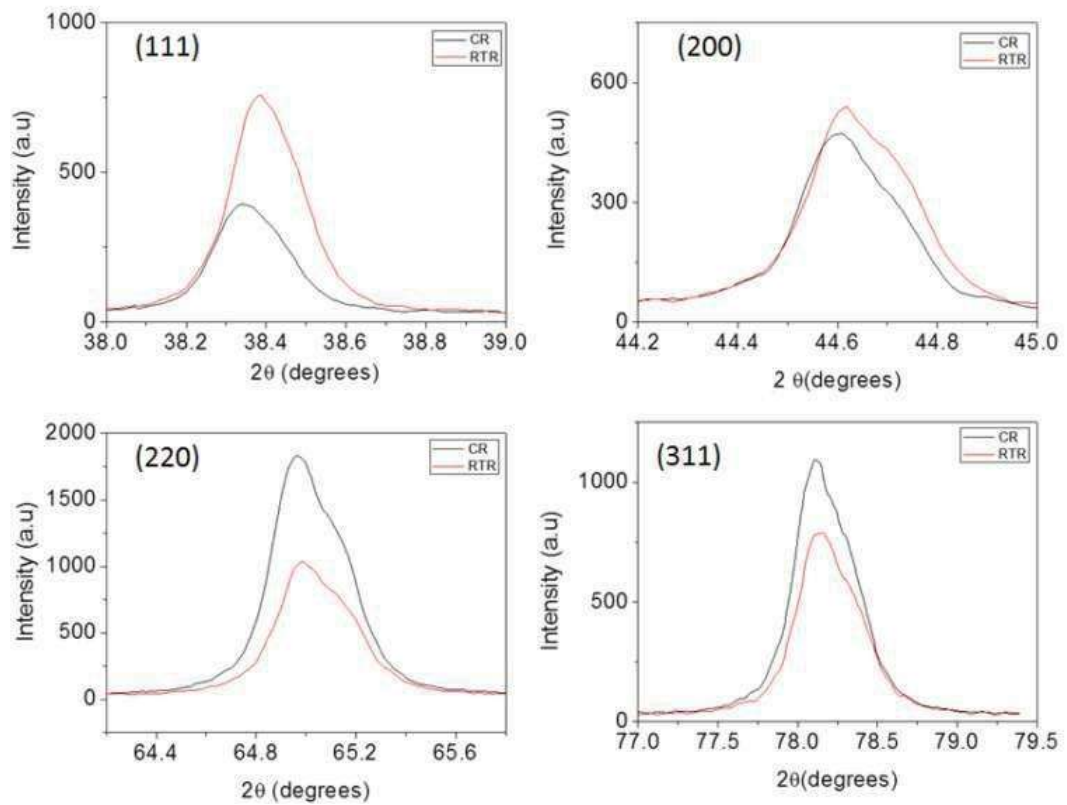 (111)
CR
RTR
1000
500
0
Intensity (a.u)
38.0 38.2 38.4 38.6 38.8 39.0
2θ (degrees)
(200)
CR
RTR
600
300
0
Intensity (a.u)
44.2 44.4 44.6 44.8 45.0
2 θ(degrees)
(220)
CR
RTR
2000
1500
1000
500
0
Intensity (a.u)
64.4 64.8 65.2 65.6
2θ (degrees)
(311)
CR
RTR
1000
500
0
Intensity (a.u)
77.0 77.5 78.0 78.5 79.0 79.5
2θ(degrees)